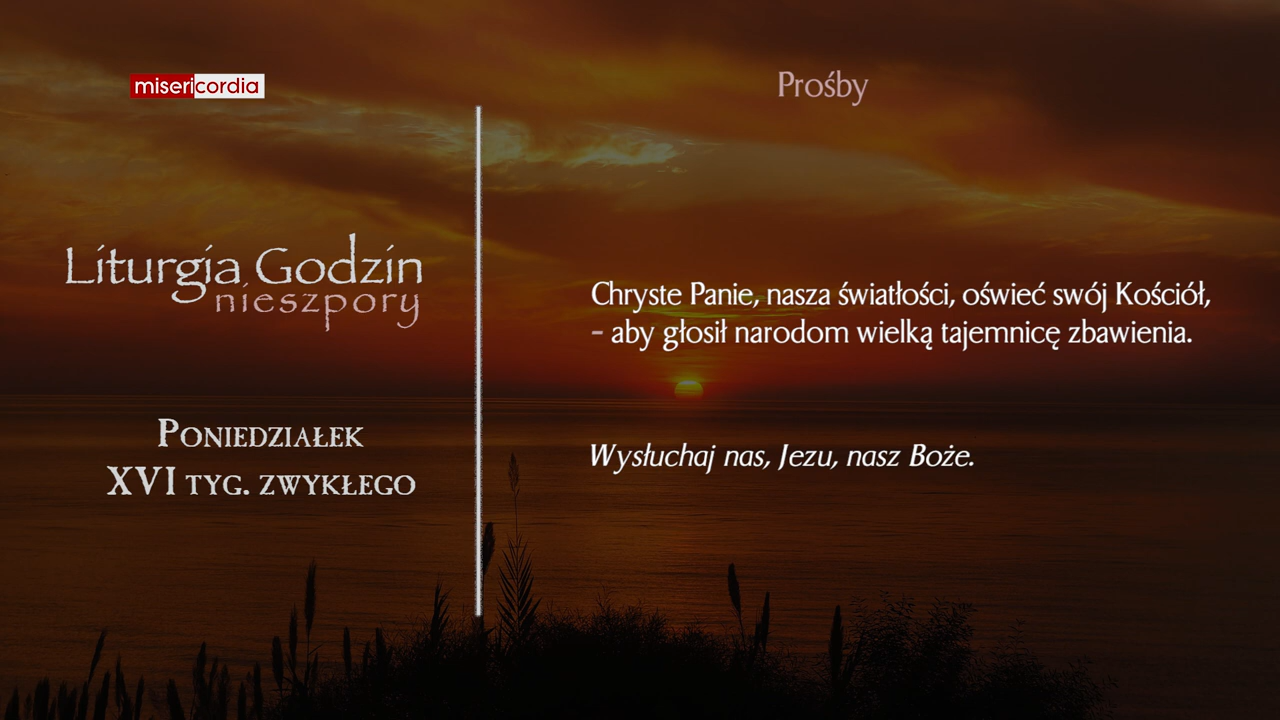 misericordia
Liturgia Godzin
nieszpory
Poniedziałek
XVI tyg. zwykłego
Prośby
Chryste Panie, nasza światłości, oświeć swój Kościół,
- aby głosił narodom wielką tajemnicę zbawienia.
Wysłuchaj nas, Jezu, nasz Boże.